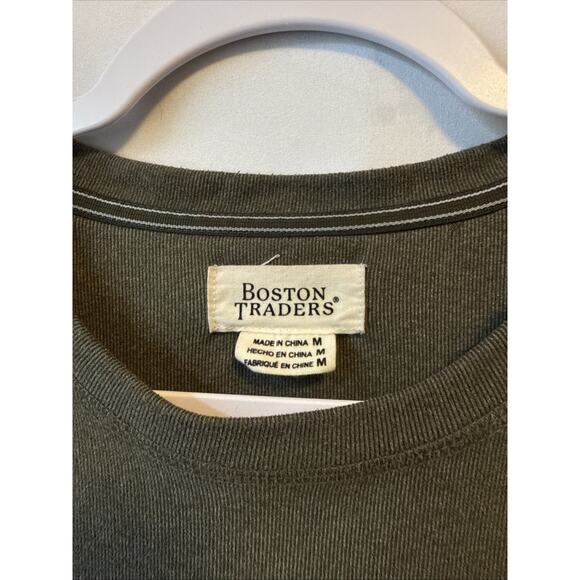 BOSTON
TRADERS®
MADE IN CHINA M
HECHO EN CHINA M
FABRIQUÉ EN CHINE M